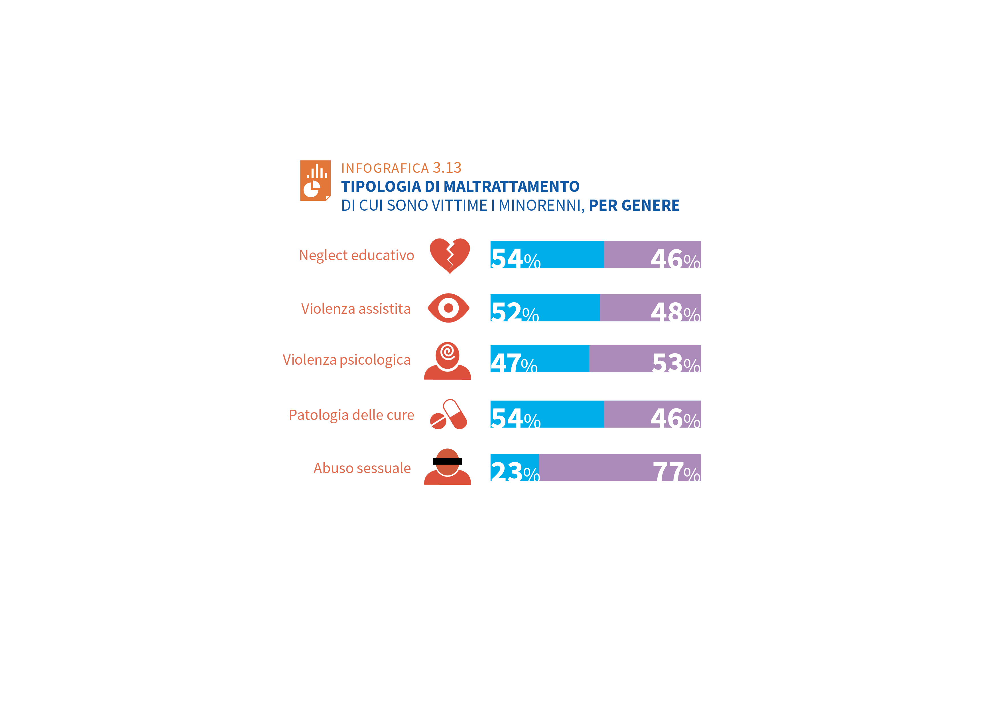 INFOGRAFICA 3.13
TIPOLOGIA DI MALTRATTAMENTO
DI CUI SONO VITTIME I MINORENNI, PER GENERE
Neglect educativo 54% 46%
Violenza assistita 52% 48%
Violenza psicologica 47% 53%
Patologia delle cure 54% 46%
Abuso sessuale 23% 77%